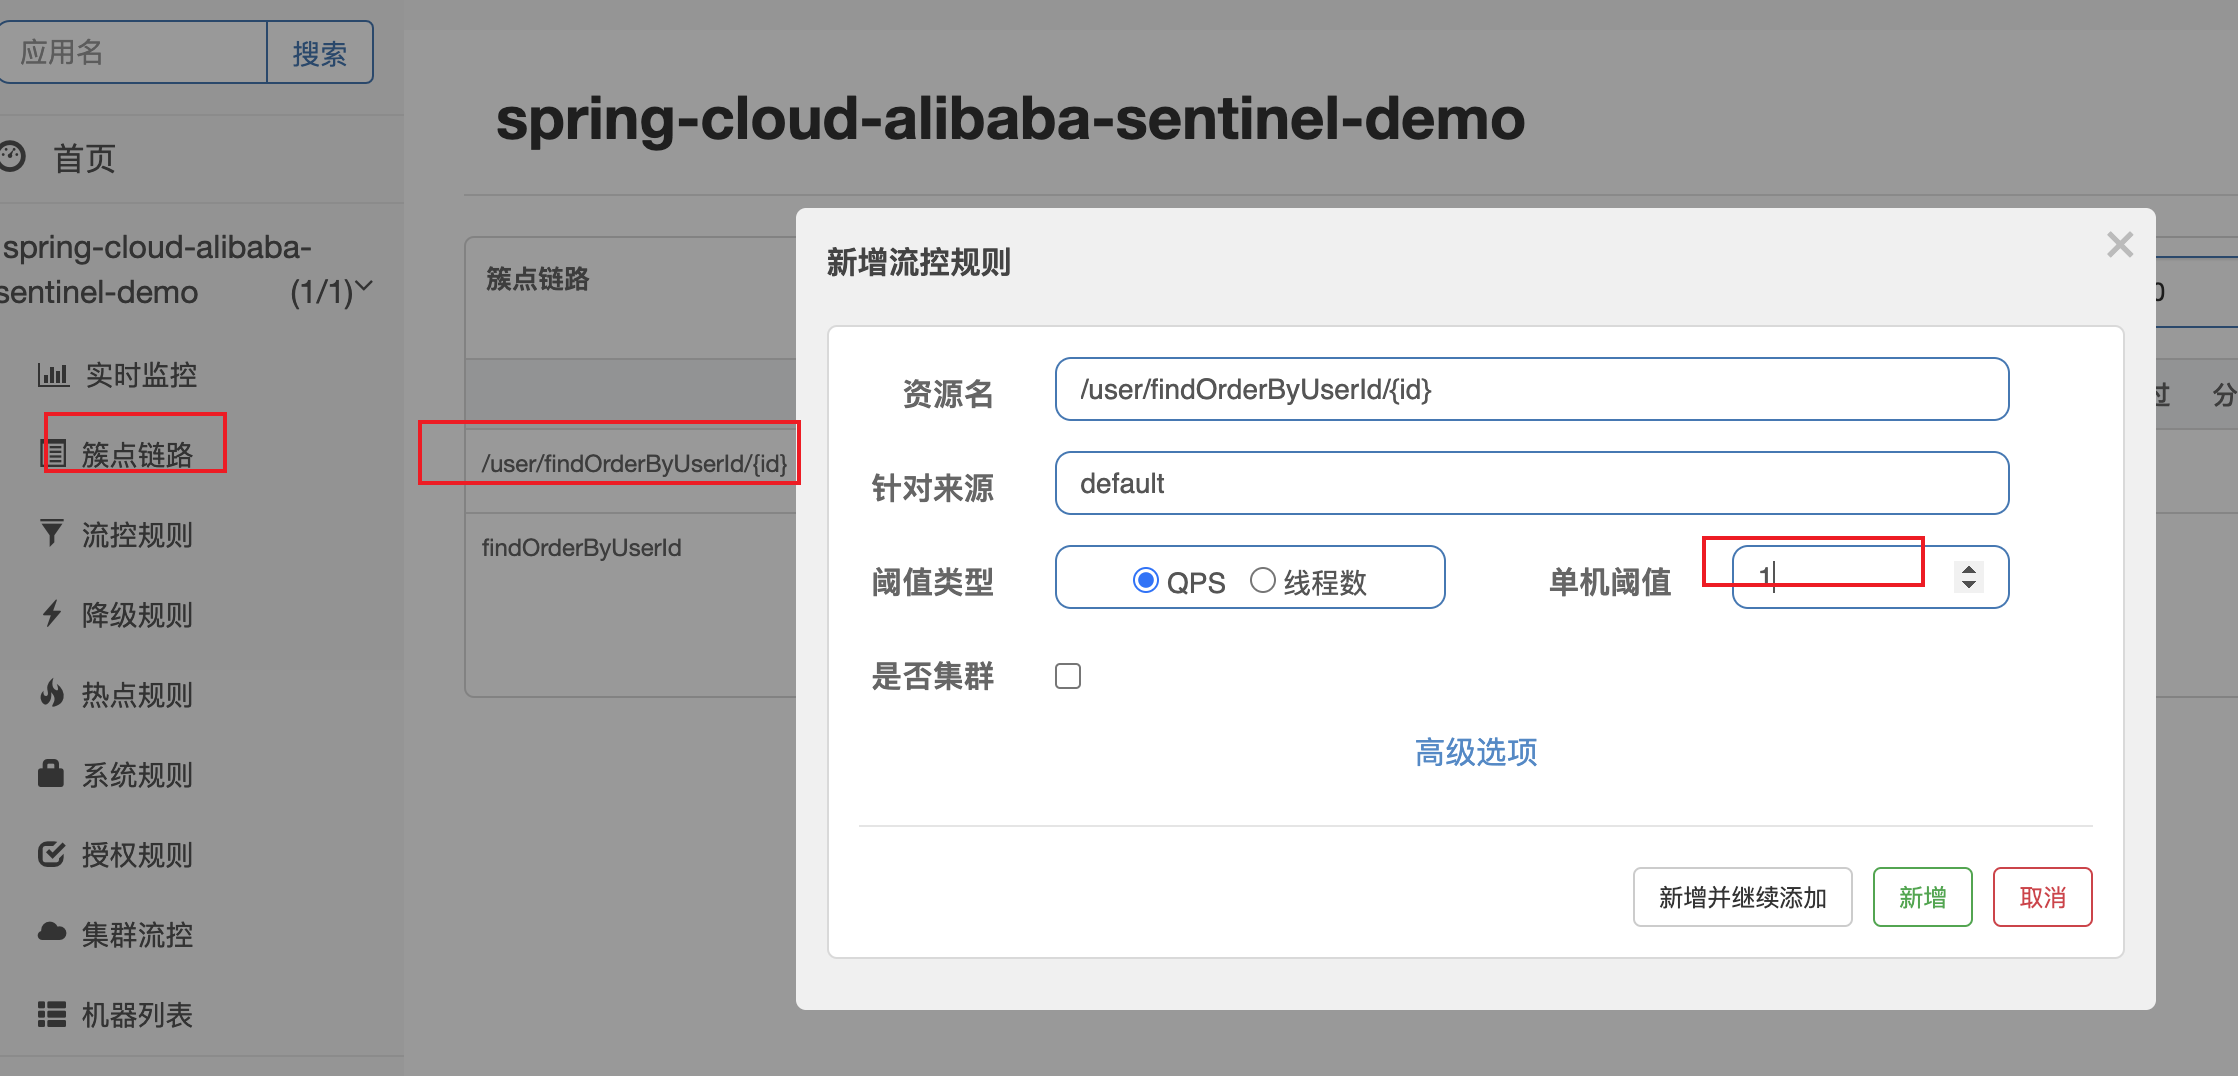 应用名
搜索
首页
spring-cloud-alibaba-
sentinel-demo (1/1)
实时监控
簇点链路
流控规则
降级规则
热点规则
系统规则
授权规则
集群流控
机器列表
spring-cloud-alibaba-sentinel-demo
簇点链路
/user/findOrderByUserId/{id}
findOrderByUserId
新增流控规则
资源名 /user/findOrderByUserId/{id}
针对来源 default
阈值类型 QPS 线程数 单机阈值 1
是否集群
高级选项
新增并继续添加 新增 取消
分